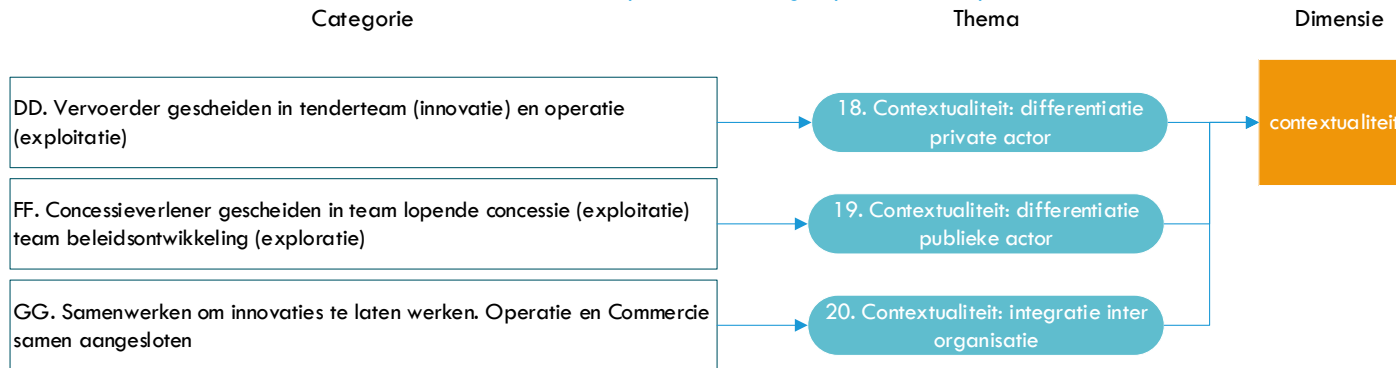 Categorie
Thema
Dimensie
DD. Vervoerder gescheiden in tenderteam (innovatie) en operatie
(exploitatie)
18. Contextualiteit: differentiatie
private actor
contextualiteit
FF. Concessieverlener gescheiden in team lopende concessie (exploitatie)
team beleidsontwikkeling (exploratie)
19. Contextualiteit: differentiatie
publieke actor
GG. Samenwerken om innovaties te laten werken. Operatie en Commercie
samen aangesloten
20. Contextualiteit: integratie inter
organisatie